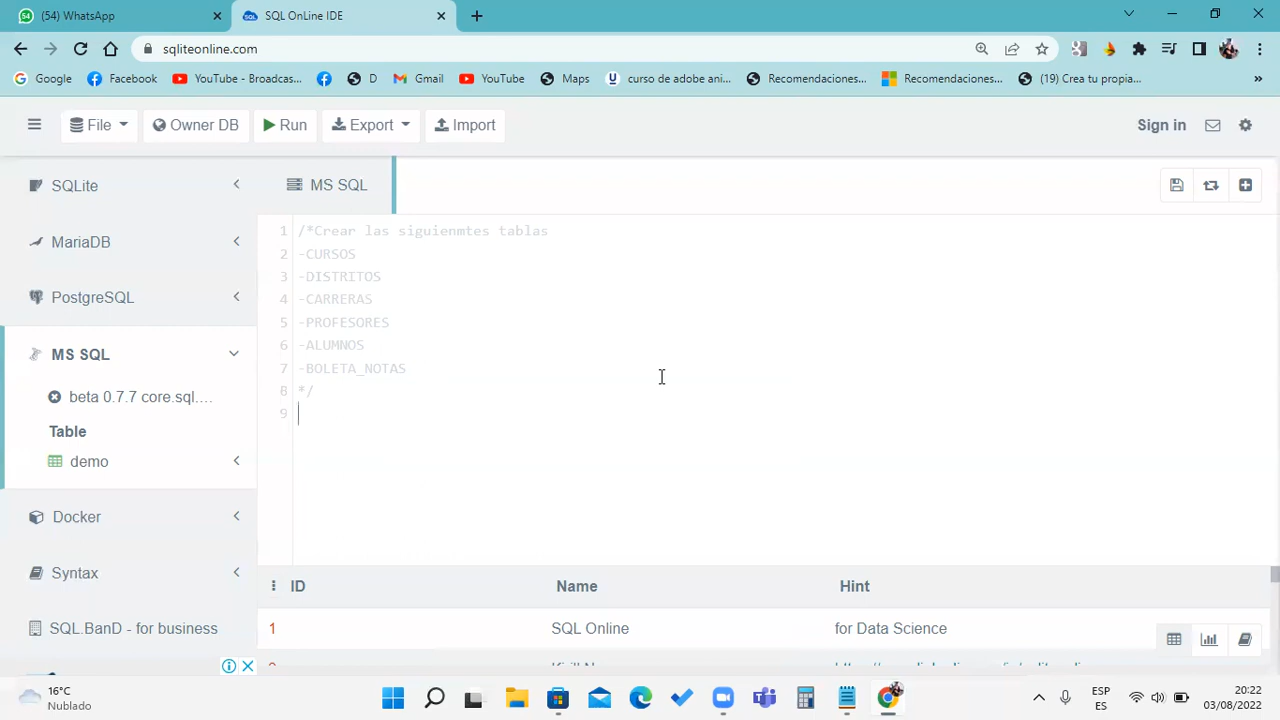 (54) WhatsApp
SQL OnLine IDE
sqliteonline.com
Google
Facebook
YouTube - Broadcas...
D
Gmail
YouTube
Maps
curso de adobe ani...
Recomendaciones...
Recomendaciones...
(19) Crea tu propia...
»
File
Owner DB
Run
Export
Import
Sign in
SQLite
MariaDB
PostgreSQL
MS SQL
beta 0.7.7 core.sql....
Table
demo
Docker
Syntax
SQL.BanD - for business
MS SQL
1 /*Crear las siguienmtes tablas
2 -CURSOS
3 -DISTRITOS
4 -CARRERAS
5 -PROFESORES
6 -ALUMNOS
7 -BOLETA_NOTAS
8 */
9
ID Name Hint
1 SQL Online for Data Science
16°C
Nublado
ESP
ES
20:22
03/08/2022